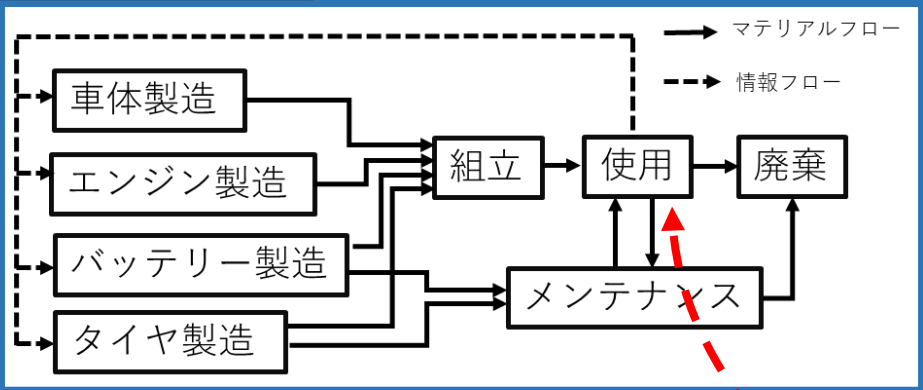 マテリアルフロー
情報フロー
車体製造
エンジン製造
バッテリー製造
タイヤ製造
組立
使用
廃棄
メンテナンス